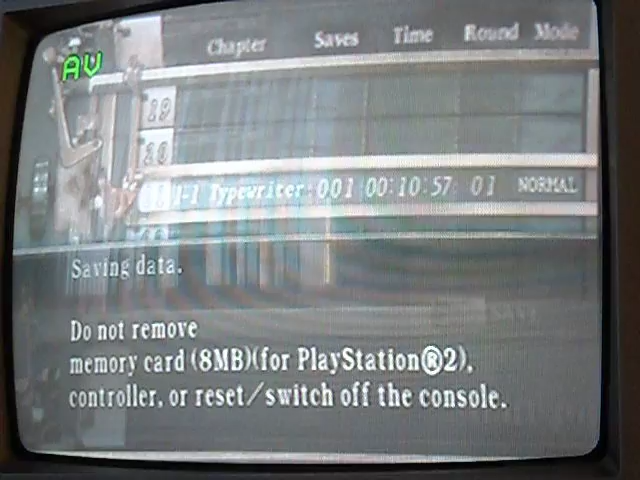 AV
Chapter Saves Time Round Mode
19
20
1-1 Typewriter 001 00:10:57 01 NORMAL
Saving data.
Do not remove
memory card (8MB)(for PlayStation®2),
controller, or reset/switch off the console.